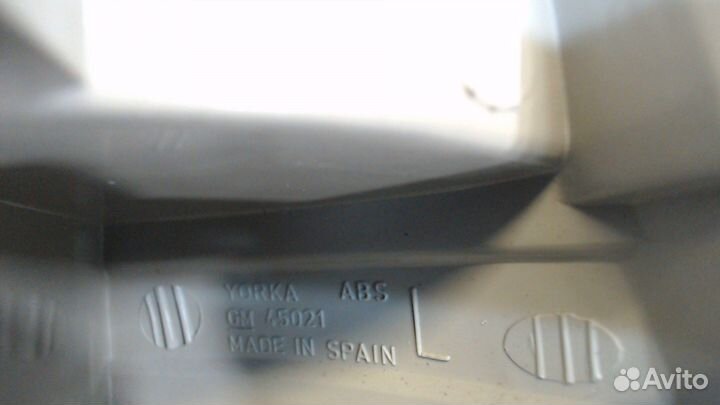 YORKA ABS
GM 45021 L
MADE IN SPAIN
Avito